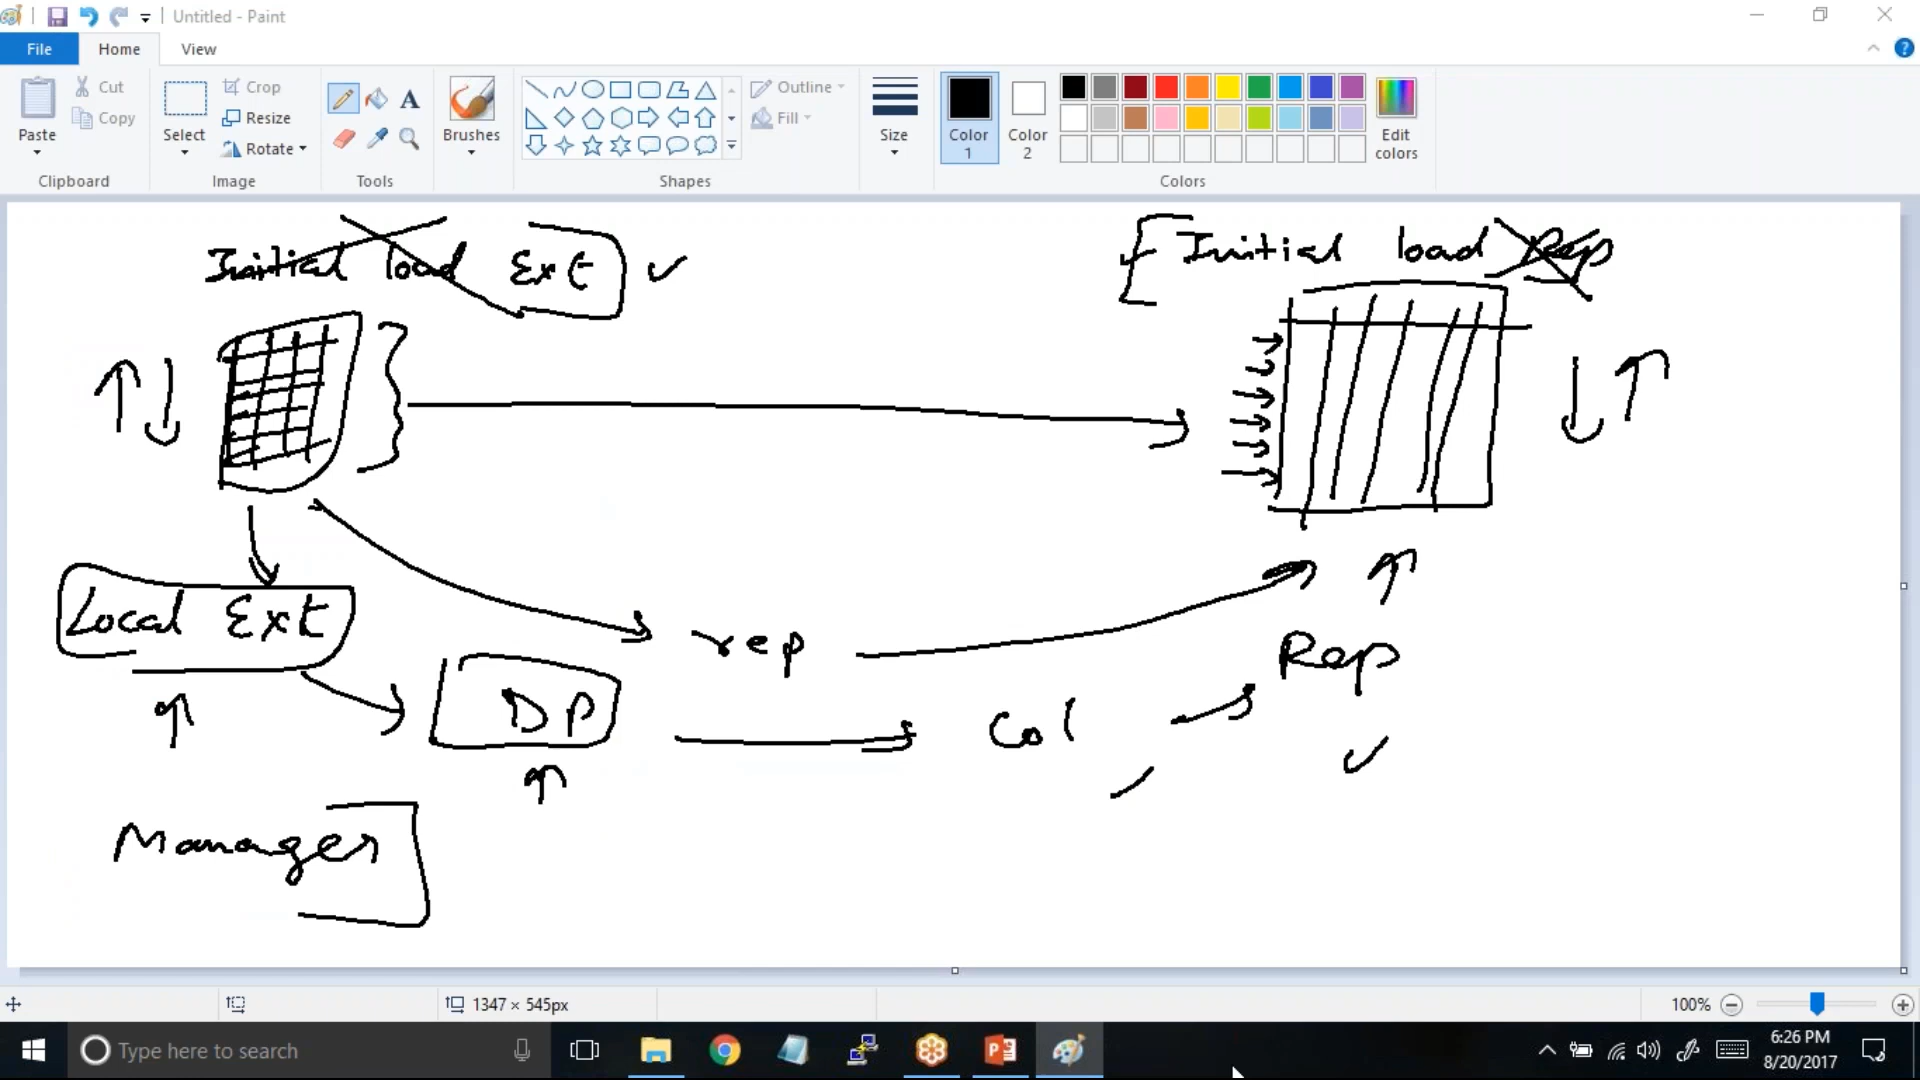 Untitled - Paint
File Home View
Paste
Cut
Copy
Clipboard
Select
Crop
Resize
Rotate
Image
A
Tools
Brushes
Shapes
Outline
Fill
Size
Color 1
Color 2
Edit colors
Colors
Initial load Ext
Initial load Rep
Local Ext
rep
Rep
DP
Col
Manager
1347 × 545px
100%
Type here to search
6:26 PM
8/20/2017